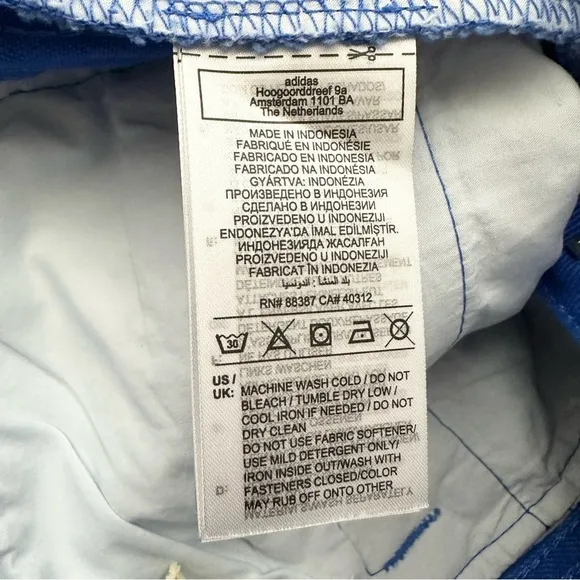 adidas
Hoogoorddreef 9a
Amsterdam 1101 BA
The Netherlands
MADE IN INDONESIA
FABRIQUÉ EN INDONÉSIE
FABRICADO EN INDONESIA
FABRICADO NA INDONÉSIA
GYÁRTVA: INDONÉZIA
ПРОИЗВЕДЕНО В ИНДОНЕЗИЯ
СДЕЛАНО В ИНДОНЕЗИИ
PROIZVEDENO U INDONEZIJI
ENDONEZYA'DA İMAL EDİLMİŞTİR.
ИНДОНЕЗИЯДА ЖАСАЛҒАН
PROIZVEDENO U INDONEZIJI
FABRICAT ÎN INDONEZIA
بلد المنشأ : أندونسيا
RN# 88387 CA# 40312
30
US / UK: MACHINE WASH COLD / DO NOT
BLEACH / TUMBLE DRY LOW /
COOL IRON IF NEEDED / DO NOT
DRY CLEAN
DO NOT USE FABRIC SOFTENER/
USE MILD DETERGENT ONLY/
IRON INSIDE OUT/WASH WITH
FASTENERS CLOSED/COLOR
MAY RUB OFF ONTO OTHER